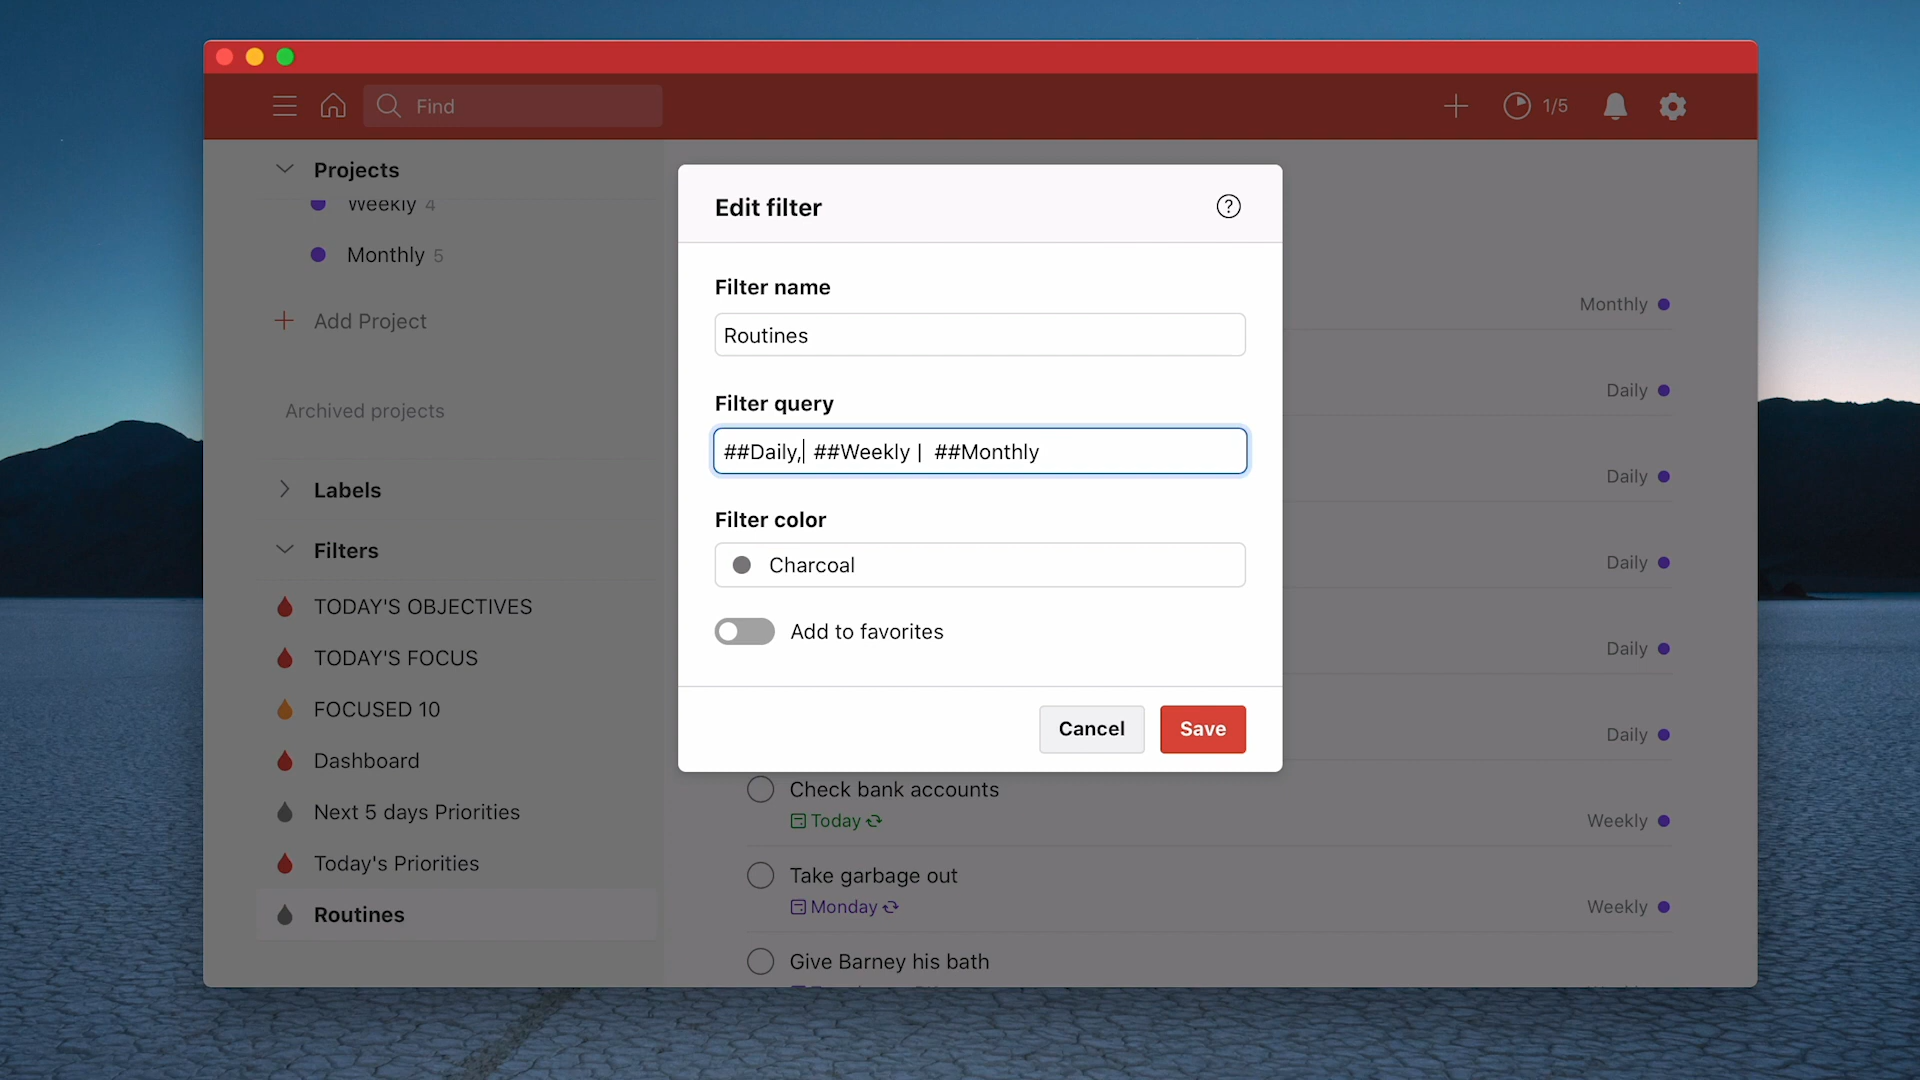 Find
1/5
Projects
Weekly 4
Monthly 5
Add Project
Archived projects
Labels
Filters
TODAY'S OBJECTIVES
TODAY'S FOCUS
FOCUSED 10
Dashboard
Next 5 days Priorities
Today's Priorities
Routines
Edit filter
?
Filter name
Routines
Filter query
##Daily, ##Weekly | ##Monthly
Filter color
Charcoal
Add to favorites
Cancel
Save
Monthly
Daily
Daily
Daily
Daily
Daily
Check bank accounts
Today
Weekly
Take garbage out
Monday
Weekly
Give Barney his bath